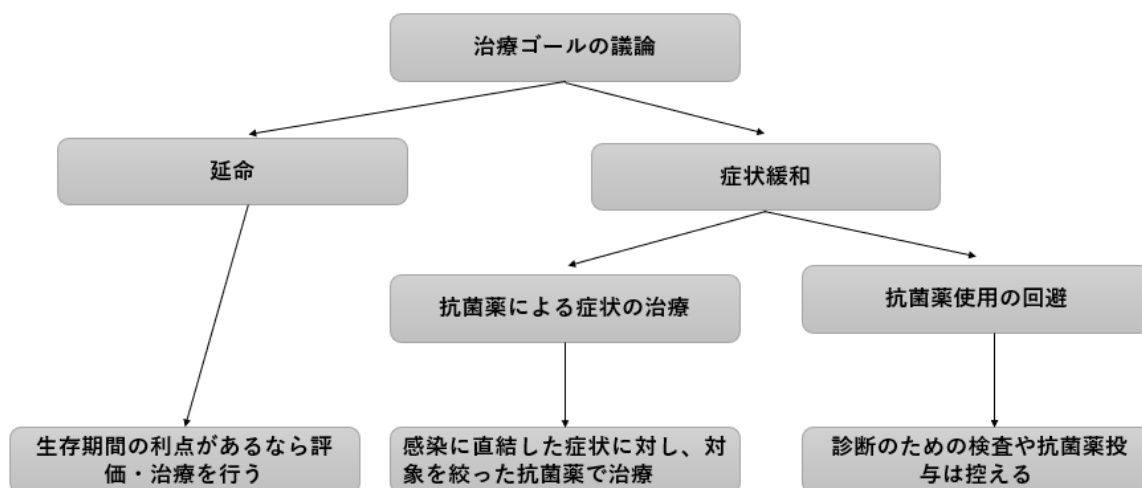 治療ゴールの議論
延命
症状緩和
抗菌薬による症状の治療
抗菌薬使用の回避
生存期間の利点があるなら評
価・治療を行う
感染に直結した症状に対し、対
象を絞った抗菌薬で治療
診断のための検査や抗菌薬投
与は控える